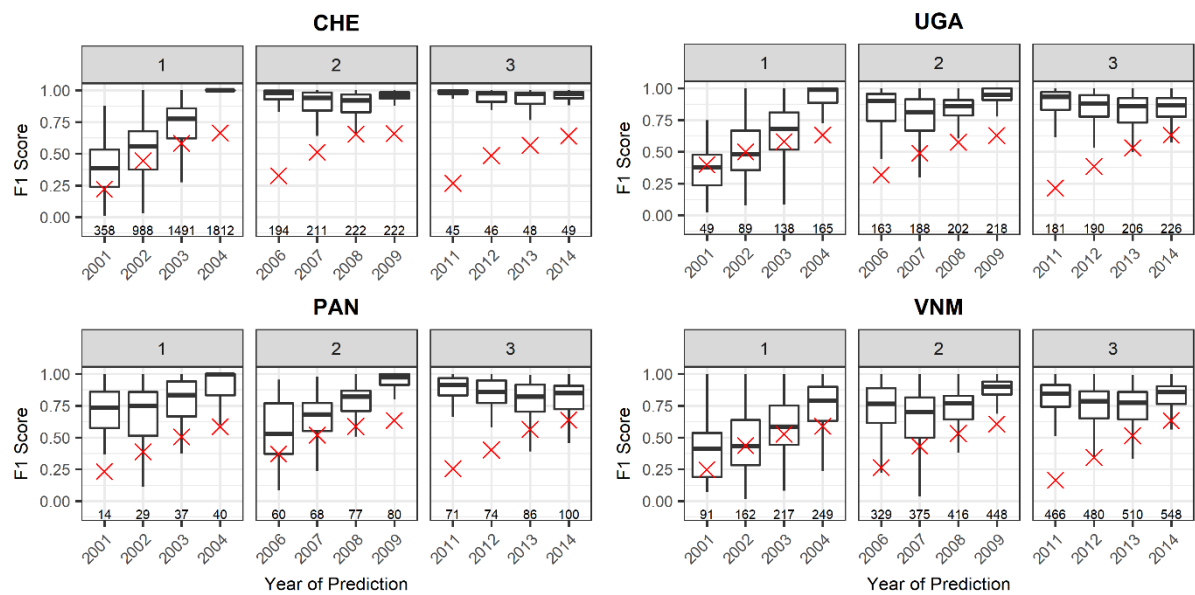 CHE
1 2 3
F1 Score
1.00
0.75
0.50
0.25
0.00
358 988 1491 1812 194 211 222 222 45 46 48 49
2001 2002 2003 2004 2006 2007 2008 2009 2011 2012 2013 2014
UGA
1 2 3
F1 Score
1.00
0.75
0.50
0.25
0.00
49 89 138 165 163 188 202 218 181 190 206 226
2001 2002 2003 2004 2006 2007 2008 2009 2011 2012 2013 2014
PAN
1 2 3
F1 Score
1.00
0.75
0.50
0.25
0.00
14 29 37 40 60 68 77 80 71 74 86 100
2001 2002 2003 2004 2006 2007 2008 2009 2011 2012 2013 2014
Year of Prediction
VNM
1 2 3
F1 Score
1.00
0.75
0.50
0.25
0.00
91 162 217 249 329 375 416 448 466 480 510 548
2001 2002 2003 2004 2006 2007 2008 2009 2011 2012 2013 2014
Year of Prediction